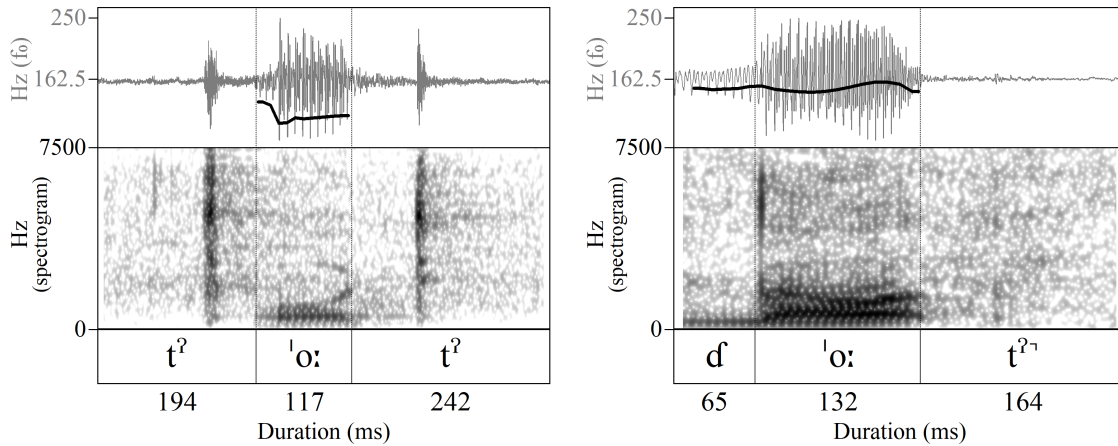 Hz (f₀)
250
162.5
Hz
(spectrogram)
7500
0
tˀ ˈoː tˀ
194 117 242
Duration (ms)
Hz (f₀)
250
162.5
Hz
(spectrogram)
7500
0
ɗ ˈoː tˀ̚
65 132 164
Duration (ms)